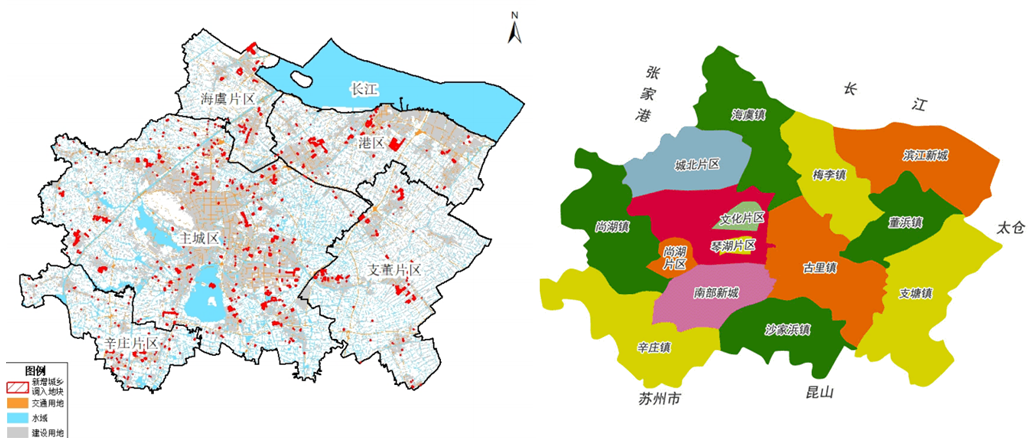 N
长江
海虞片区
港区
主城区
支董片区
辛庄片区
图例
新增城乡
调入地块
交通用地
水域
建设用地
张
家
港
长
江
海虞镇
城北片区
梅李镇
滨江新城
尚湖镇
文化片区
董浜镇
太仓
琴湖片区
尚湖
片区
古里镇
南部新城
支塘镇
沙家浜镇
辛庄镇
苏州市
昆山